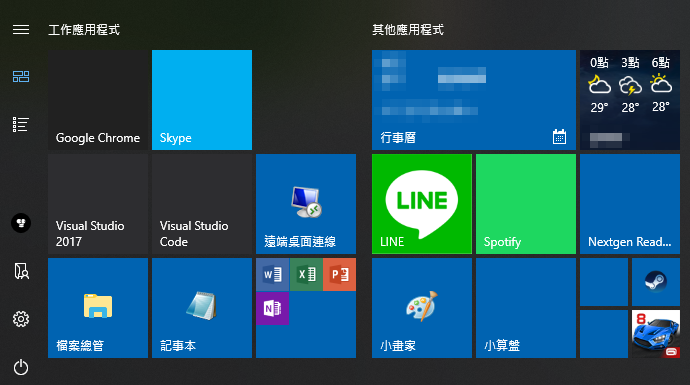 工作應用程式
Google Chrome
Skype
Visual Studio
2017
Visual Studio
Code
遠端桌面連線
檔案總管
記事本
W
X
P
N
其他應用程式
行事曆
0點 3點 6點
29° 28° 28°
LINE
LINE
Spotify
Nextgen Read...
小畫家
小算盤
8